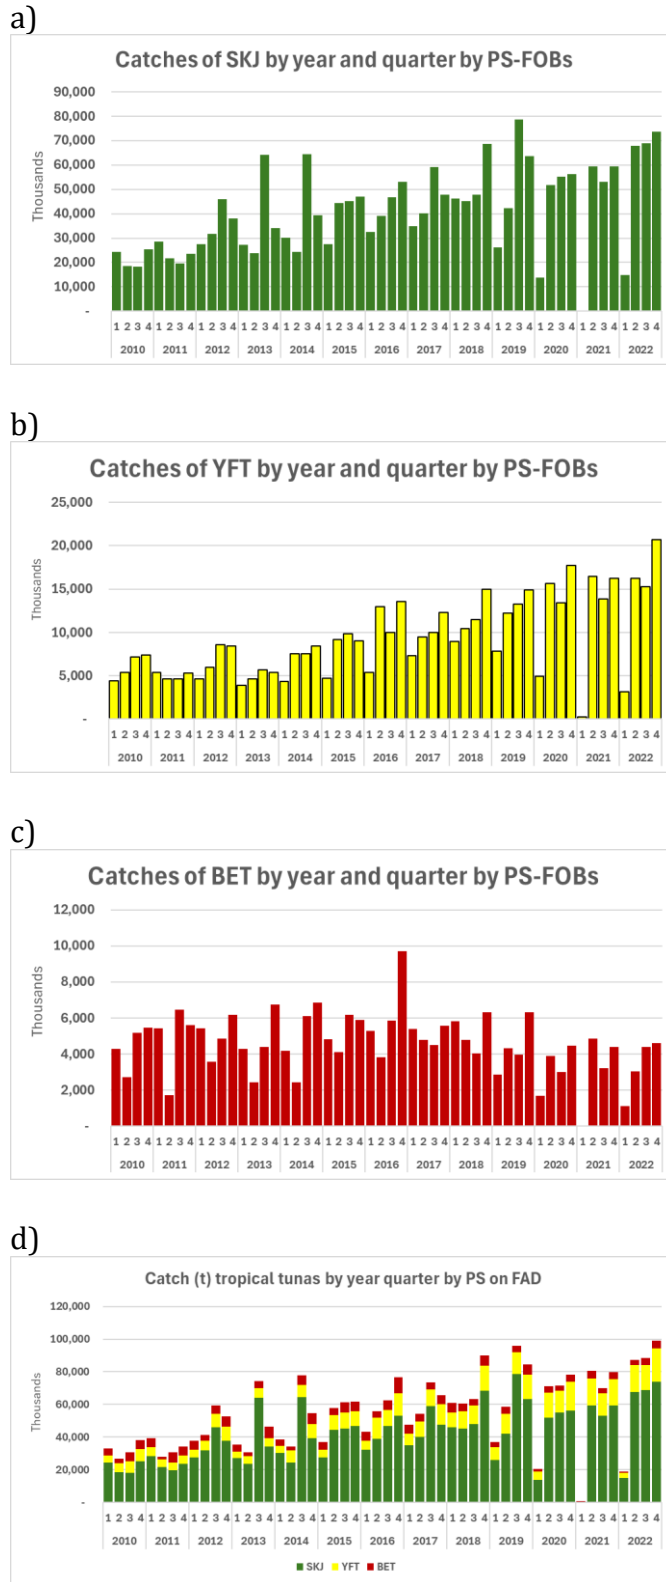 a)
Catches of SKJ by year and quarter by PS-FOBs
Thousands
90,000
80,000
70,000
60,000
50,000
40,000
30,000
20,000
10,000
-
1 2 3 4 1 2 3 4 1 2 3 4 1 2 3 4 1 2 3 4 1 2 3 4 1 2 3 4 1 2 3 4 1 2 3 4 1 2 3 4 1 2 3 4 1 2 3 4 1 2 3 4
2010 2011 2012 2013 2014 2015 2016 2017 2018 2019 2020 2021 2022
b)
Catches of YFT by year and quarter by PS-FOBs
Thousands
25,000
20,000
15,000
10,000
5,000
-
1 2 3 4 1 2 3 4 1 2 3 4 1 2 3 4 1 2 3 4 1 2 3 4 1 2 3 4 1 2 3 4 1 2 3 4 1 2 3 4 1 2 3 4 1 2 3 4 1 2 3 4
2010 2011 2012 2013 2014 2015 2016 2017 2018 2019 2020 2021 2022
c)
Catches of BET by year and quarter by PS-FOBs
Thousands
12,000
10,000
8,000
6,000
4,000
2,000
-
1 2 3 4 1 2 3 4 1 2 3 4 1 2 3 4 1 2 3 4 1 2 3 4 1 2 3 4 1 2 3 4 1 2 3 4 1 2 3 4 1 2 3 4 1 2 3 4 1 2 3 4
2010 2011 2012 2013 2014 2015 2016 2017 2018 2019 2020 2021 2022
d)
Catch (t) tropical tunas by year quarter by PS on FAD
Thousands
120,000
100,000
80,000
60,000
40,000
20,000
-
1 2 3 4 1 2 3 4 1 2 3 4 1 2 3 4 1 2 3 4 1 2 3 4 1 2 3 4 1 2 3 4 1 2 3 4 1 2 3 4 1 2 3 4 1 2 3 4 1 2 3 4
2010 2011 2012 2013 2014 2015 2016 2017 2018 2019 2020 2021 2022
SKJ YFT BET